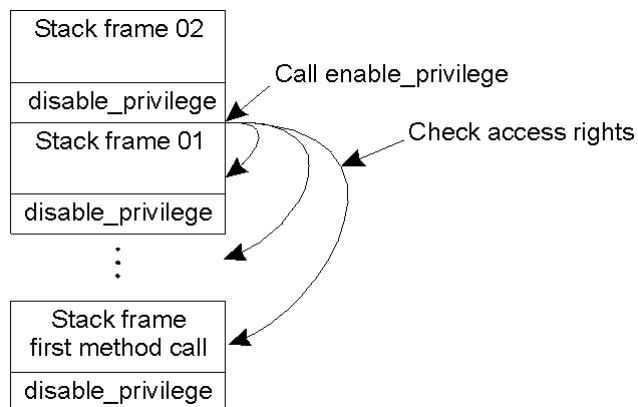 Stack frame 02
disable_privilege
Call enable_privilege
Stack frame 01
Check access rights
disable_privilege
Stack frame
first method call
disable_privilege